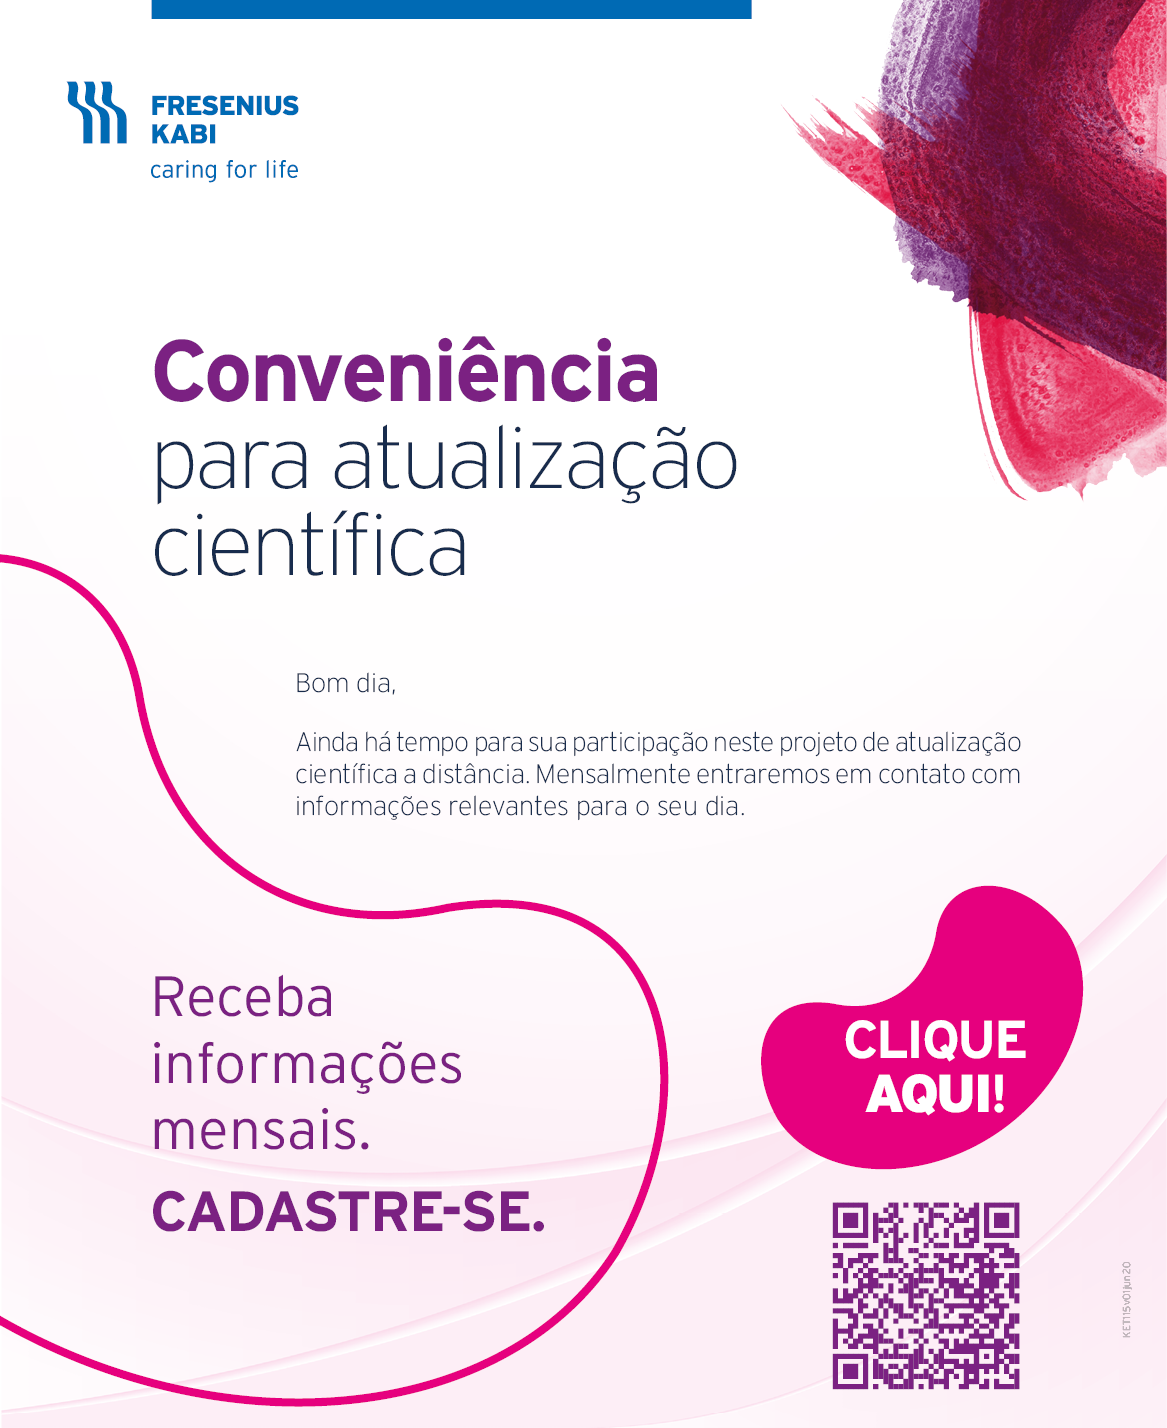 FRESENIUS
KABI
caring for life
Conveniência
para atualização
científica
Bom dia,
Ainda há tempo para sua participação neste projeto de atualização
científica a distância. Mensalmente entraremos em contato com
informações relevantes para o seu dia.
Receba
informações
mensais.
CADASTRE-SE.
CLIQUE
AQUI!
KET115v01jun20